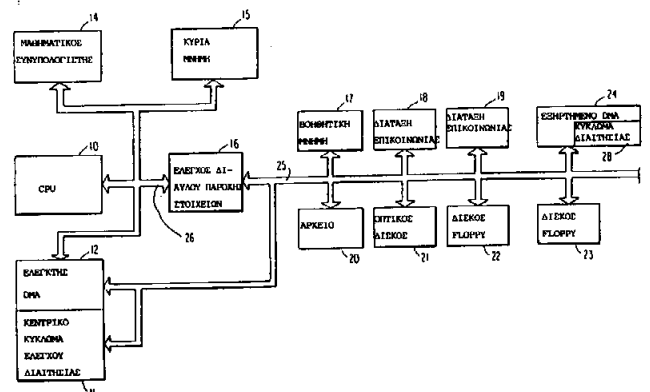 14
ΜΑΘΗΜΑΤΙΚΟΣ
ΣΥΝΥΠΟΛΟΓΙΣΤΗΣ
15
ΚΥΡΙΑ
ΜΝΗΜΗ
10
CPU
16
ΕΛΕΓΧΟΣ ΔΙ-
ΑΥΛΟΥ ΠΑΡΟΧΗΣ
ΣΤΟΙΧΕΙΩΝ
26
25
17
ΒΟΗΘΗΤΙΚΗ
ΜΝΗΜΗ
18
ΔΙΑΤΑΞΗ
ΕΠΙΚΟΙΝΩΝΙΑΣ
19
ΔΙΑΤΑΞΗ
ΕΠΙΚΟΙΝΩΝΙΑΣ
24
ΕΞΗΡΤΗΜΕΝΟ DMA
ΚΥΚΛΩΜΑ
ΔΙΑΙΤΗΣΙΑΣ
28
ΑΡΧΕΙΟ
20
ΟΠΤΙΚΟΣ
ΔΙΣΚΟΣ
21
ΔΙΣΚΟΣ
FLOPPY
22
ΔΙΣΚΟΣ
FLOPPY
23
12
ΕΛΕΓΚΤΗΣ
DMA
ΚΕΝΤΡΙΚΟ
ΚΥΚΛΩΜΑ
ΕΛΕΓΧΟΥ
ΔΙΑΙΤΗΣΙΑΣ